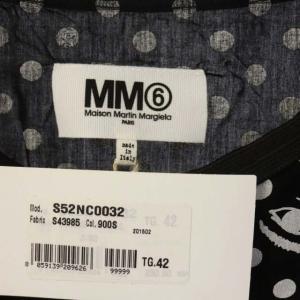 MM⑥
Maison Martin Margiela
PARIS
made
in
Italy
Mod. S52NC0032
Fabric S43985 Col. 900S
201602
TG. 42
8 059139 209626
99999
TG.42